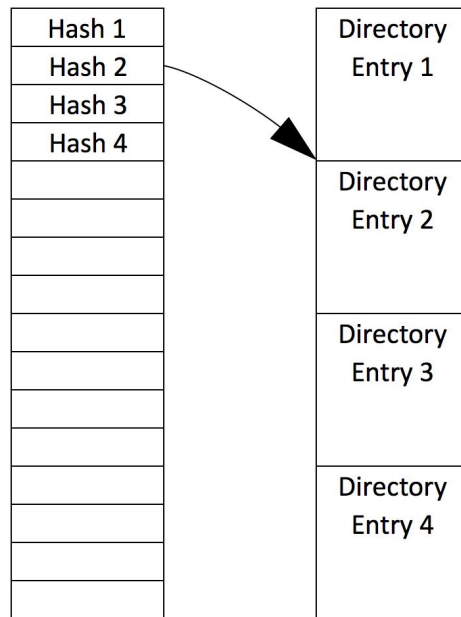 Hash 1
Hash 2
Hash 3
Hash 4
Directory
Entry 1
Directory
Entry 2
Directory
Entry 3
Directory
Entry 4